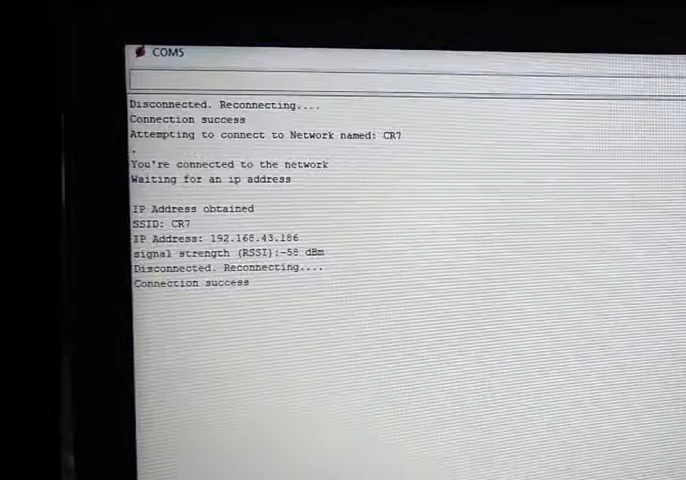 COM5
Disconnected. Reconnecting....
Connection success
Attempting to connect to Network named: CR7
.
You're connected to the network
Waiting for an ip address
IP Address obtained
SSID: CR7
IP Address: 192.168.43.186
signal strength (RSSI):-58 dBm
Disconnected. Reconnecting....
Connection success